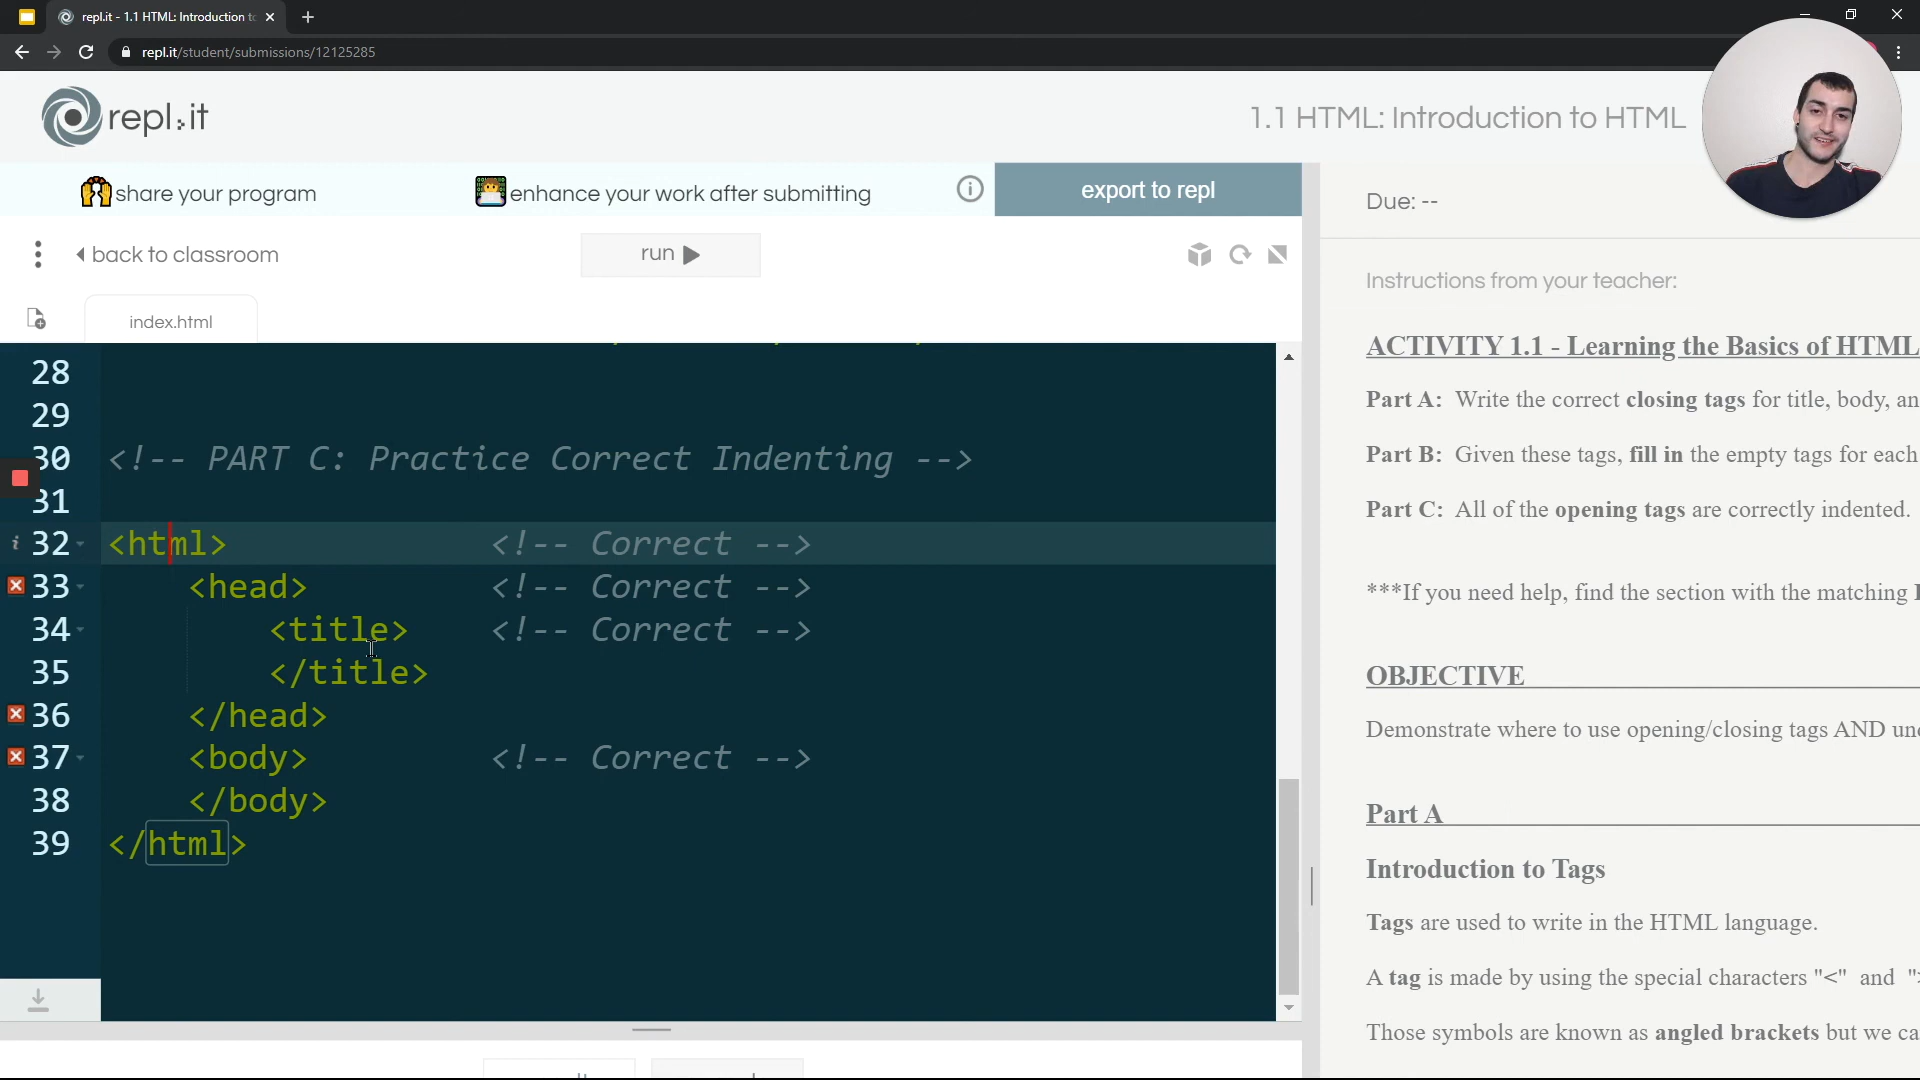 repl.it - 1.1 HTML: Introduction to
repl.it/student/submissions/12125285
repl.it
1.1 HTML: Introduction to HTML
share your program
enhance your work after submitting
export to repl
Due: --
back to classroom
run
Instructions from your teacher:
index.html
ACTIVITY 1.1 - Learning the Basics of HTML
Part A: Write the correct closing tags for title, body, an
Part B: Given these tags, fill in the empty tags for each
Part C: All of the opening tags are correctly indented.
***If you need help, find the section with the matching
OBJECTIVE
Demonstrate where to use opening/closing tags AND
Part A
Introduction to Tags
Tags are used to write in the HTML language.
A tag is made by using the special characters "<" and ">
Those symbols are known as angled brackets but we ca
28
29
30 <!-- PART C: Practice Correct Indenting -->
31
32 <html> <!-- Correct -->
33 <head> <!-- Correct -->
34 <title> <!-- Correct -->
35 </title>
36 </head>
37 <body> <!-- Correct -->
38 </body>
39 </html>